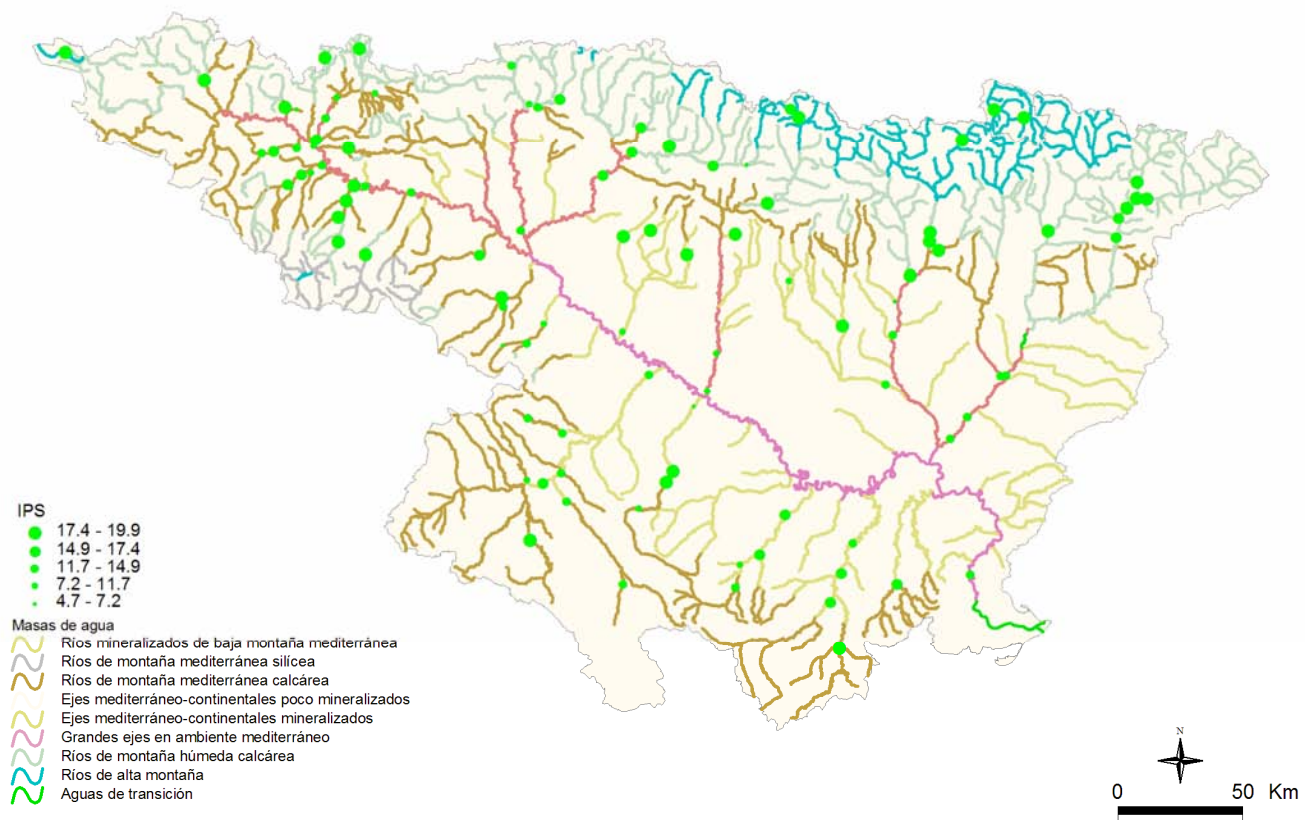 IPS
17.4 - 19.9
14.9 - 17.4
11.7 - 14.9
7.2 - 11.7
4.7 - 7.2
Masas de agua
Ríos mineralizados de baja montaña mediterránea
Ríos de montaña mediterránea silícea
Ríos de montaña mediterránea calcárea
Ejes mediterráneo-continentales poco mineralizados
Ejes mediterráneo-continentales mineralizados
Grandes ejes en ambiente mediterráneo
Ríos de montaña húmeda calcárea
Ríos de alta montaña
Aguas de transición
N
0 50 Km